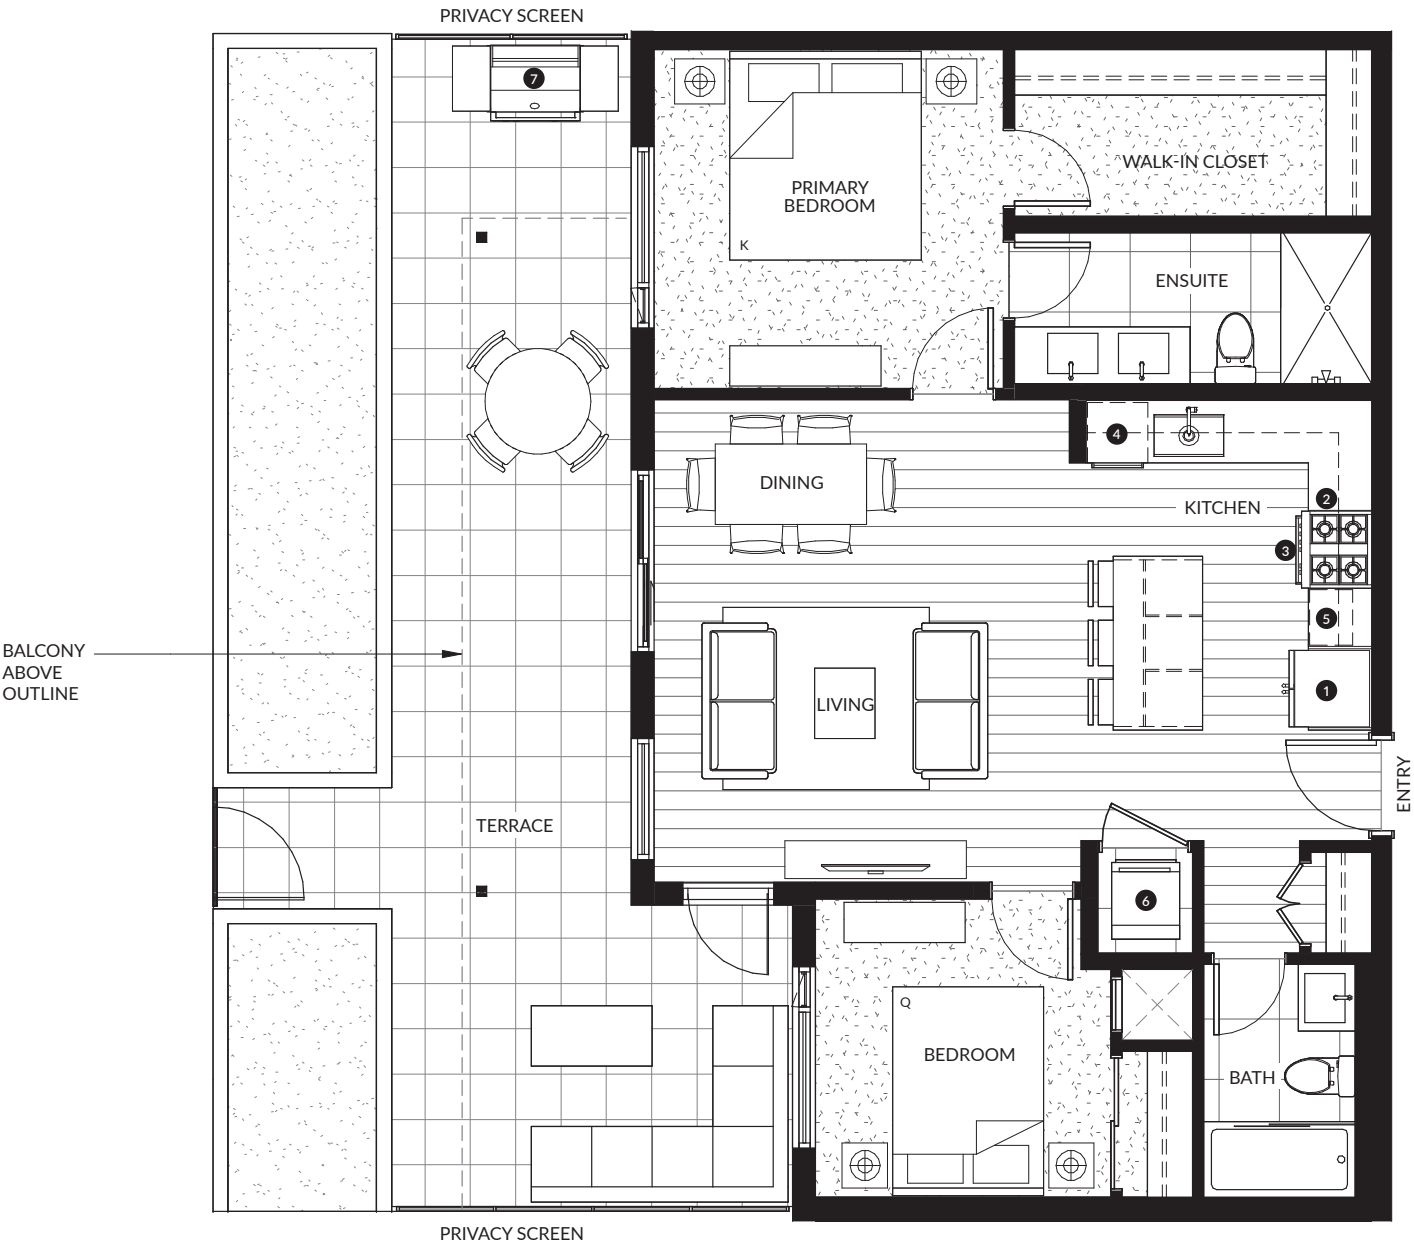 PRIVACY SCREEN
7
WALK-IN CLOSET
PRIMARY
BEDROOM
K
ENSUITE
4
DINING
2
KITCHEN
3
5
BALCONY
ABOVE
OUTLINE
1
LIVING
ENTRY
TERRACE
6
Q
BEDROOM
BATH
PRIVACY SCREEN